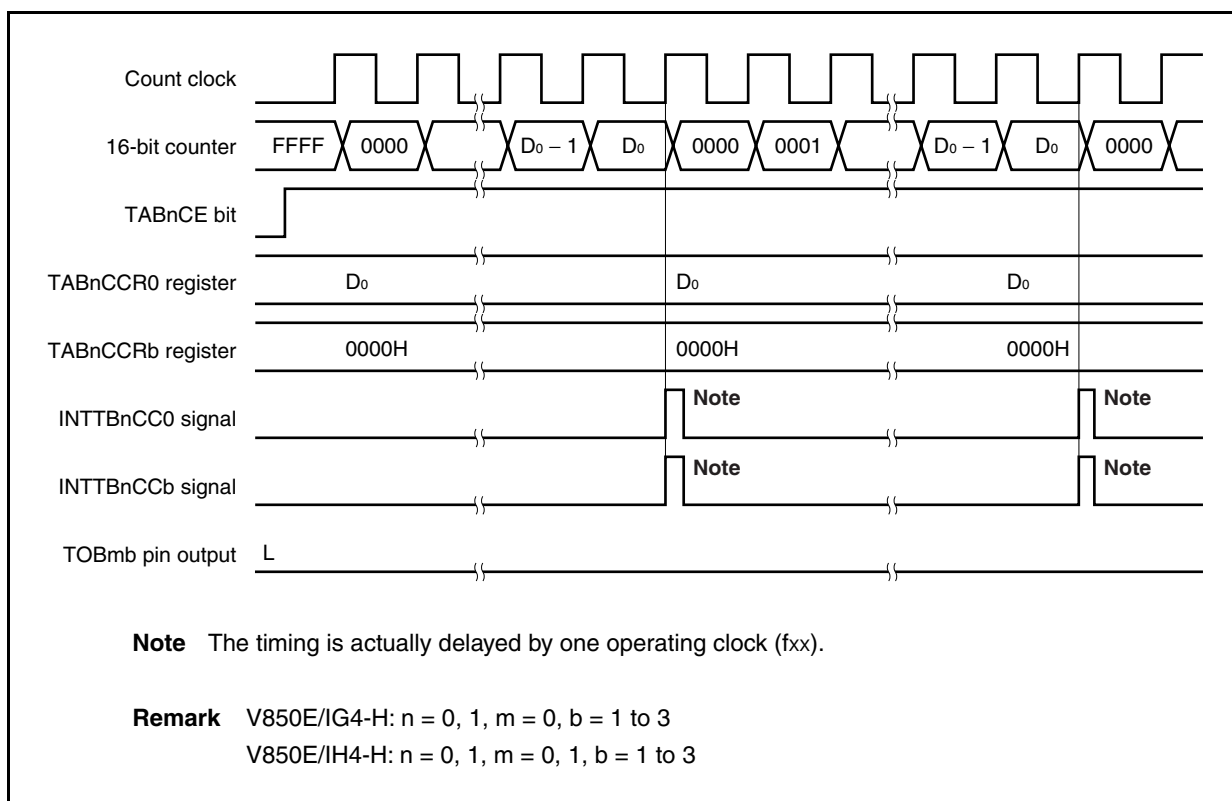 Count clock
16-bit counter FFFF 0000 D0 − 1 D0 0000 0001 D0 − 1 D0 0000
TABnCE bit
TABnCCR0 register D0 D0 D0
TABnCCRb register 0000H 0000H 0000H
INTTBnCC0 signal Note Note
INTTBnCCb signal Note Note
TOBmb pin output L
Note The timing is actually delayed by one operating clock (fxx).
Remark V850E/IG4-H: n = 0, 1, m = 0, b = 1 to 3
V850E/IH4-H: n = 0, 1, m = 0, 1, b = 1 to 3